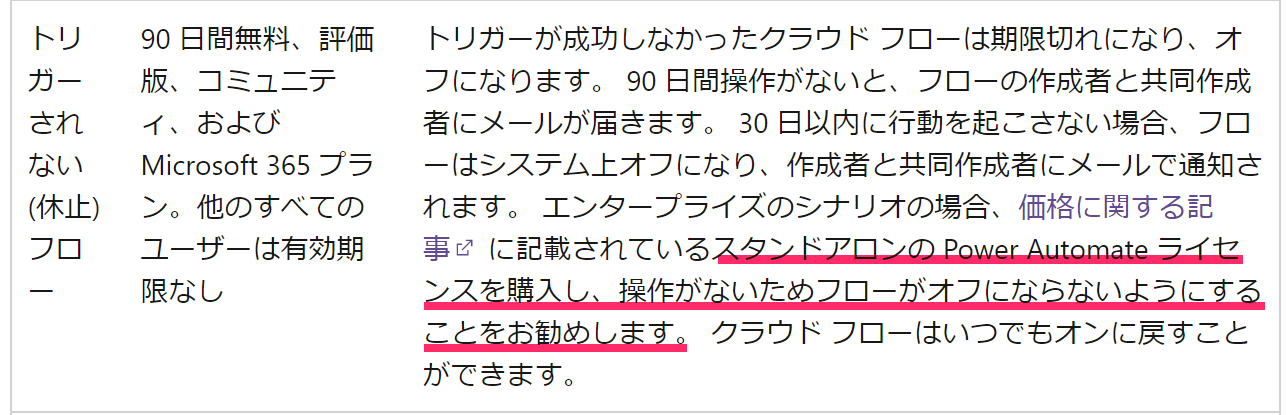 トリ
ガー
され
ない
(休止)
フロ
ー
90 日間無料、評価
版、コミュニテ
ィ、および
Microsoft 365 プラ
ン。他のすべての
ユーザーは有効期
限なし
トリガーが成功しなかったクラウド フローは期限切れになり、オ
フになります。 90 日間操作がないと、フローの作成者と共同作成
者にメールが届きます。 30 日以内に行動を起こさない場合、フロ
ーはシステム上オフになり、作成者と共同作成者にメールで通知さ
れます。 エンタープライズのシナリオの場合、価格に関する記
事 に記載されているスタンドアロンの Power Automate ライセ
ンスを購入し、操作がないためフローがオフにならないようにする
ことをお勧めします。 クラウド フローはいつでもオンに戻すこと
ができます。